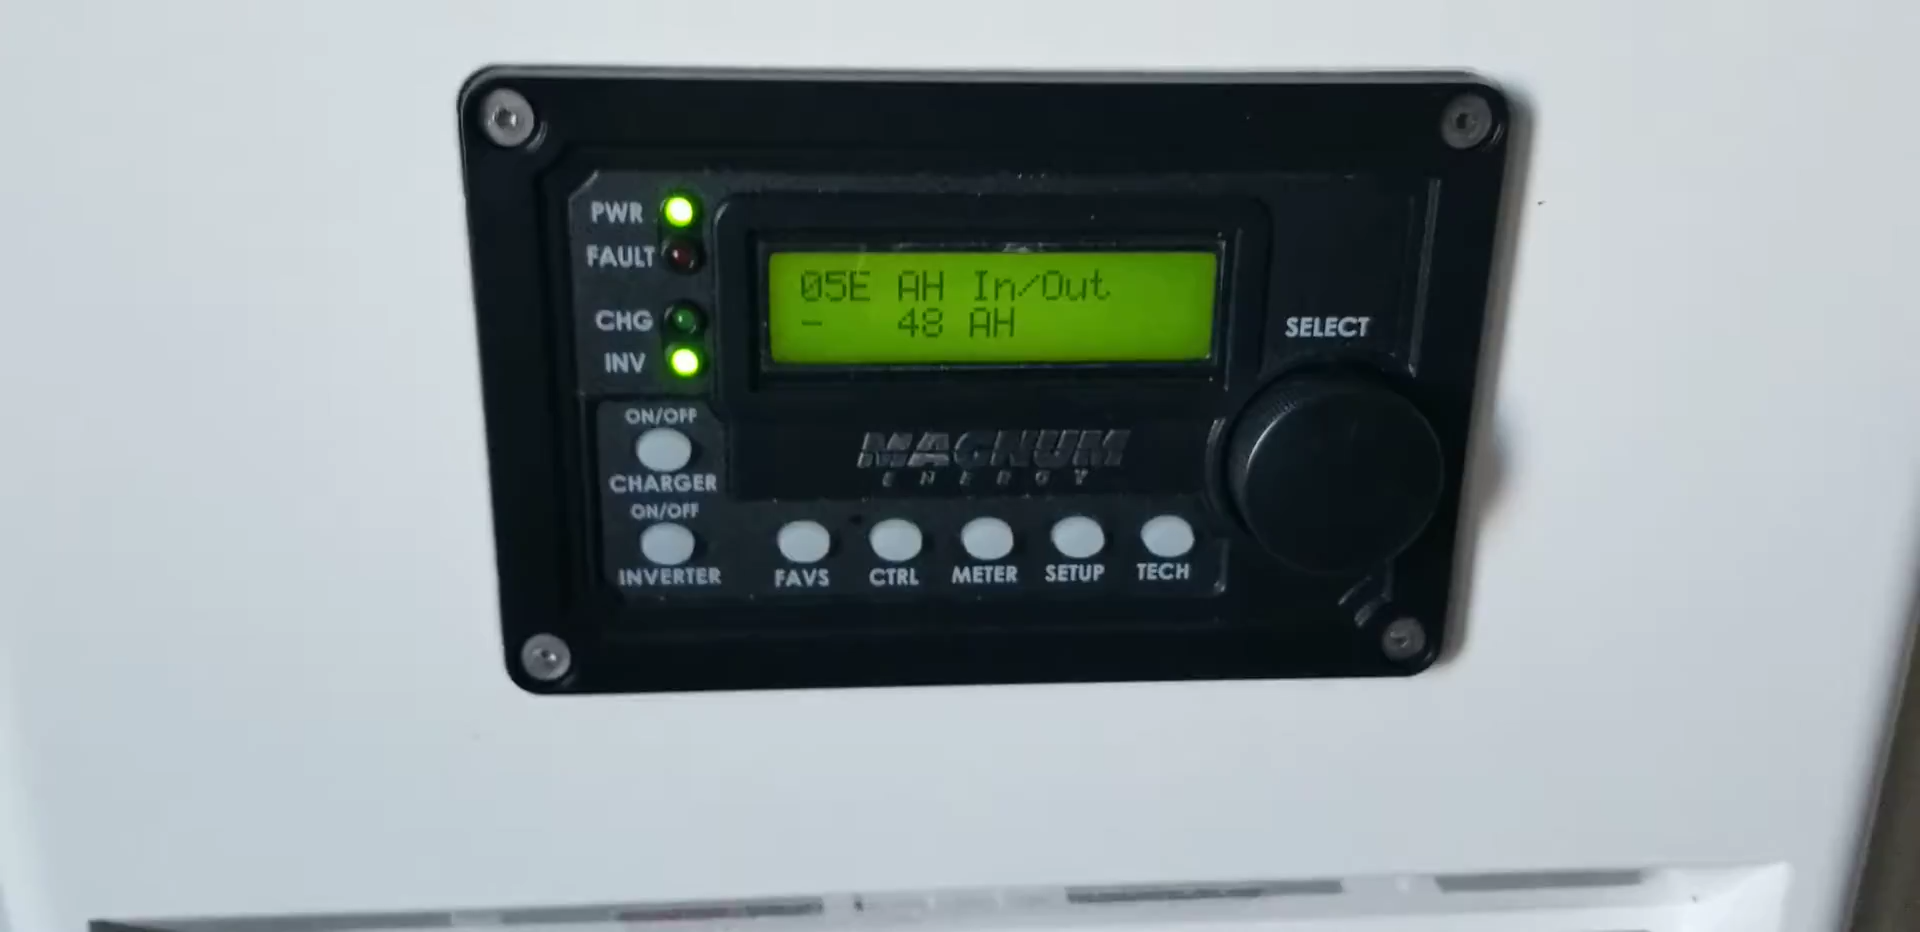 PWR
FAULT
05E AH In/Out
-    48 AH
CHG
INV
SELECT
ON/OFF
CHARGER
MAGNUM
ENERGY
ON/OFF
INVERTER
FAVS
CTRL
METER
SETUP
TECH